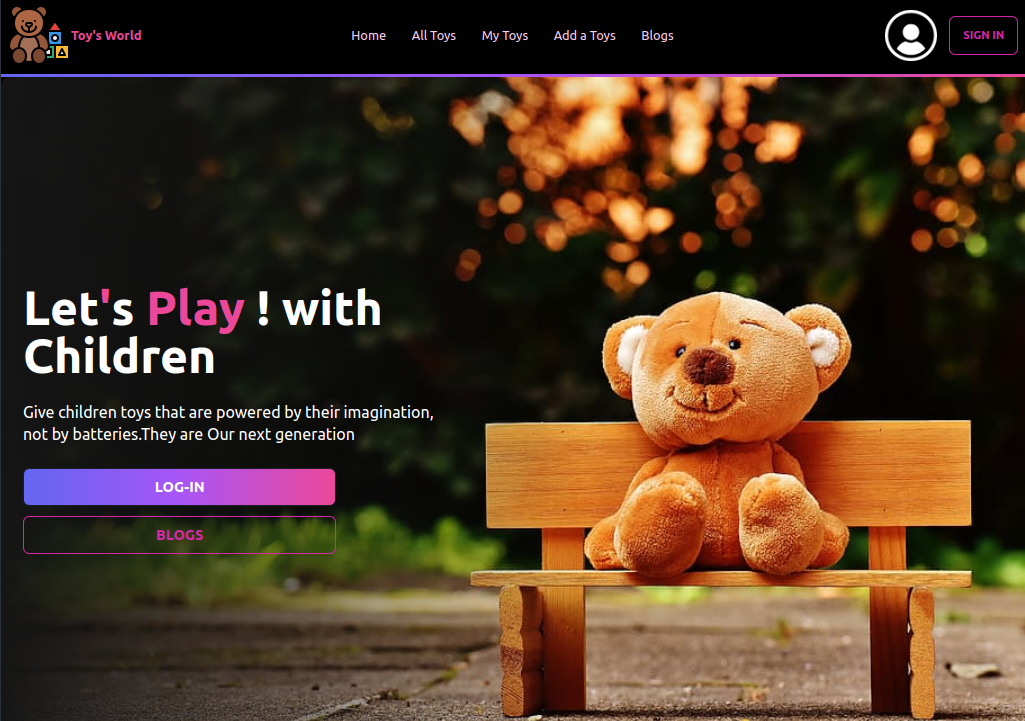 Toy's World
Home
All Toys
My Toys
Add a Toys
Blogs
SIGN IN
Let's Play ! with
Children
Give children toys that are powered by their imagination,
not by batteries.They are Our next generation
LOG-IN
BLOGS